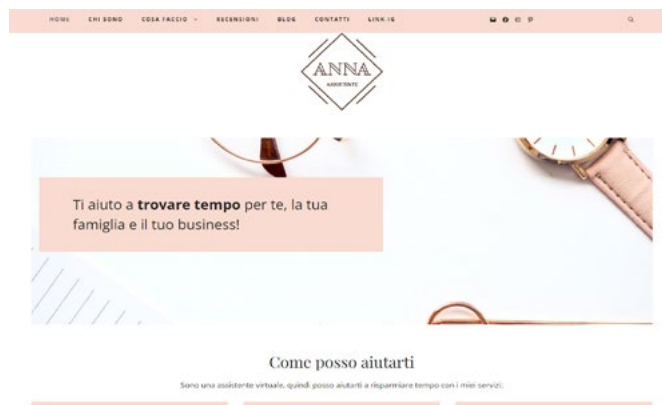 HOME CHI SONO COSA FACCIO RECENSIONI BLOG CONTATTI LINK-IG
ANNA
ASSISTENTE
Ti aiuto a trovare tempo per te, la tua
famiglia e il tuo business!
Come posso aiutarti
Sono una assistente virtuale, quindi posso aiutarti a risparmiare tempo con i miei servizi: